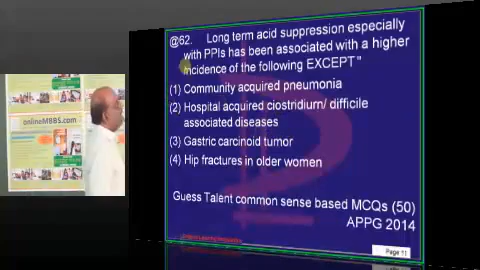 @62. Long term acid suppression especially
with PPIs has been associated with a higher
incidence of the following EXCEPT"
(1) Community acquired pneumonia
(2) Hospital acquired clostridiurn/ difficile
associated diseases
(3) Gastric carcinoid tumor
(4) Hip fractures in older women
Guess Talent common sense based MCQs (50)
APPG 2014
Page 11
onlineMBBS.com